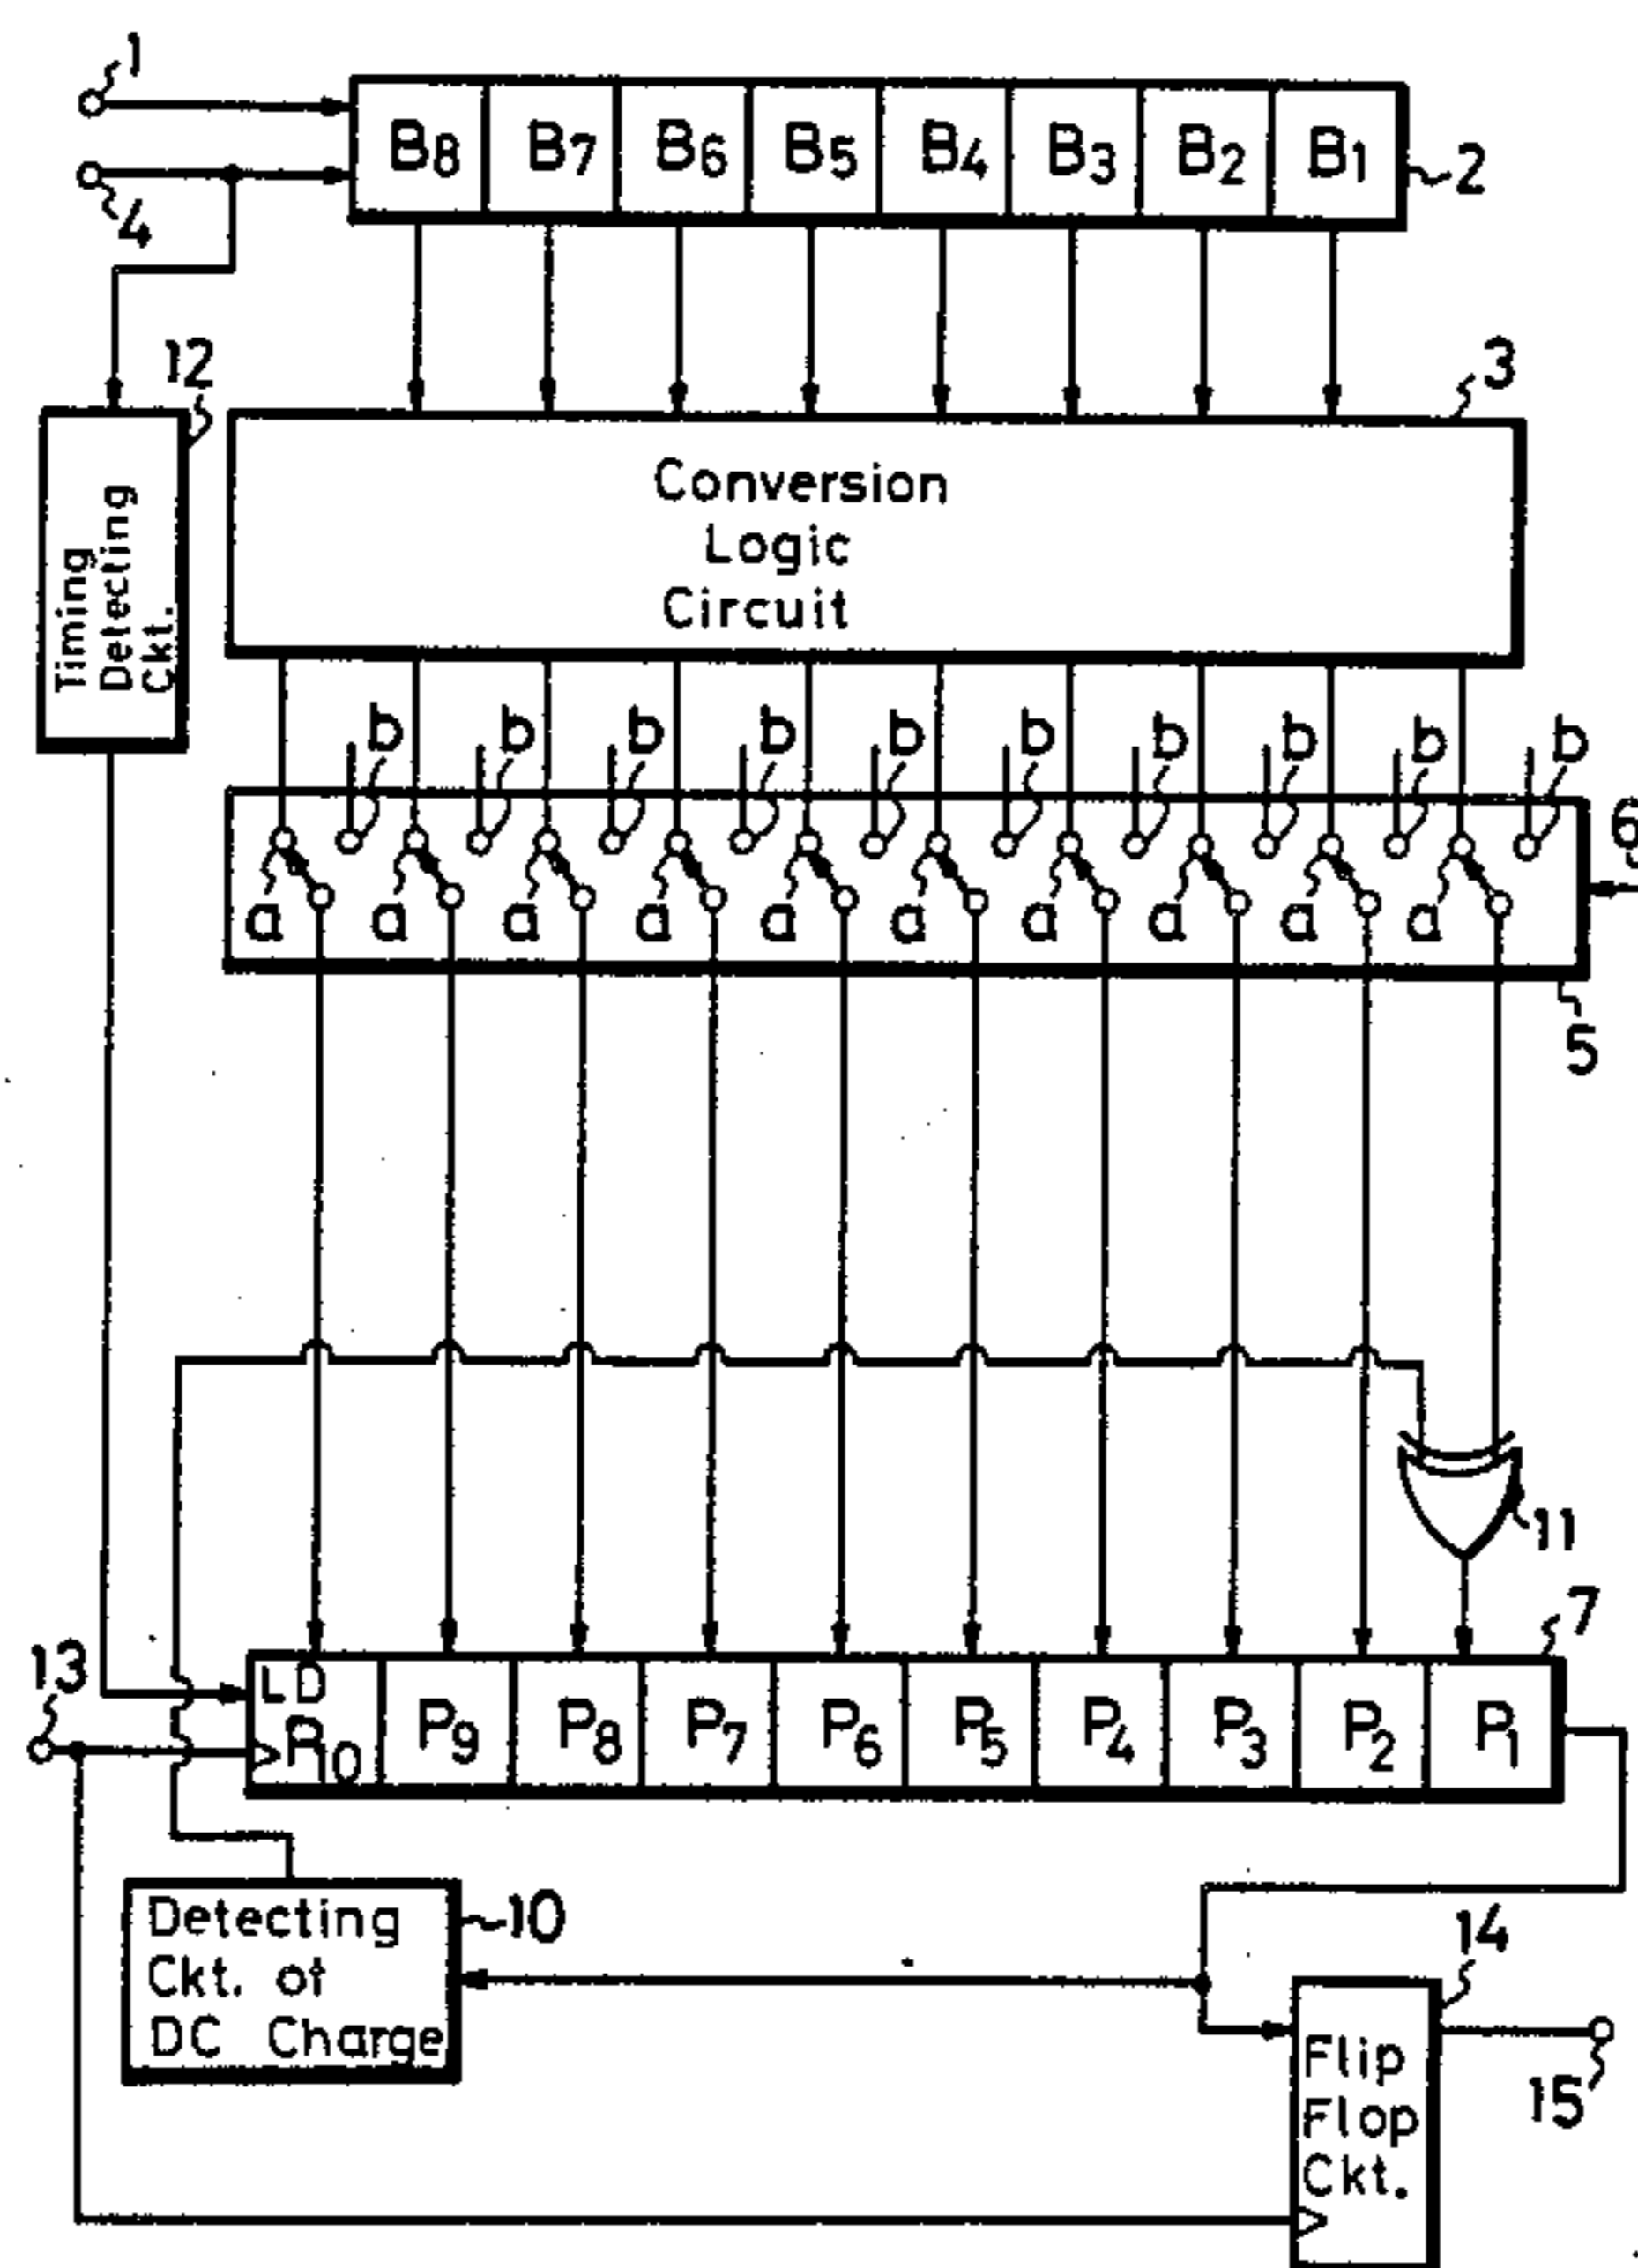 1
B8 B7 B6 B5 B4 B3 B2 B1
2
4
12
3
Timing
Detecting
Ckt.
Conversion
Logic
Circuit
b b b b b b b b b b
6
a a a a a a a a a a
5
11
7
13
LD
P10 P9 P8 P7 P6 P5 P4 P3 P2 P1
Detecting
Ckt. of
DC Charge
10
14
Flip
Flop
Ckt.
15